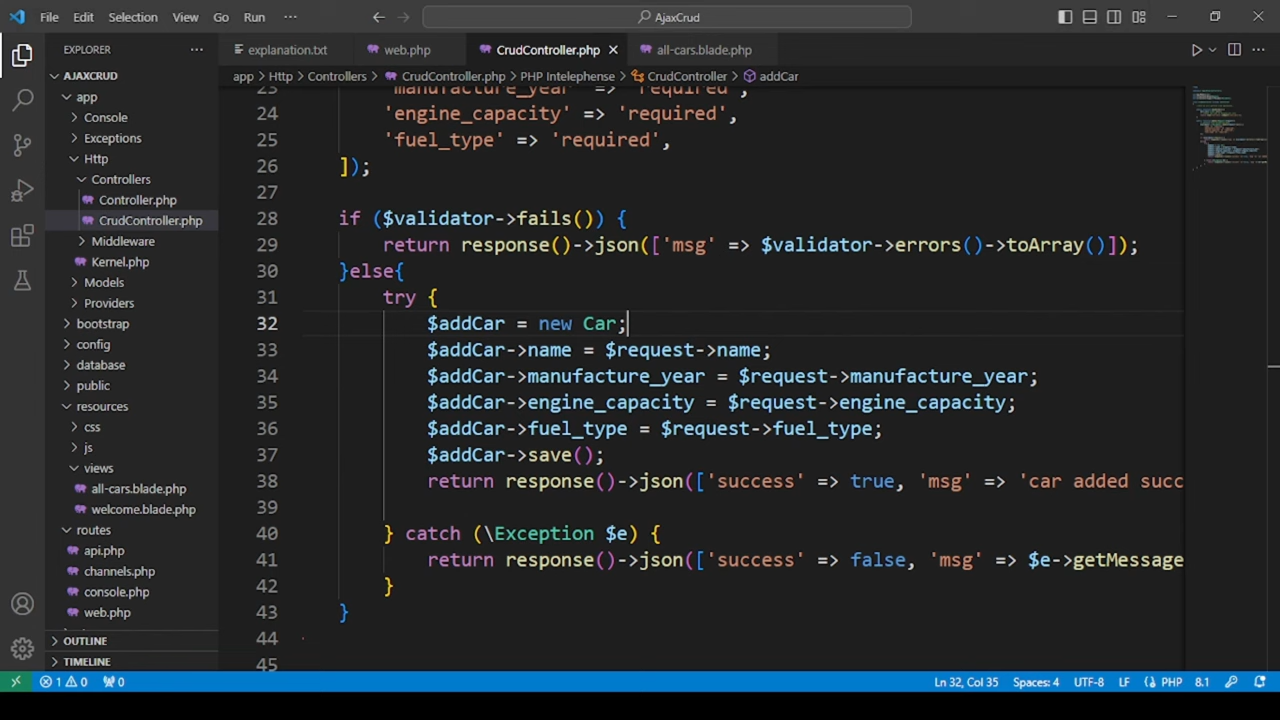 File Edit Selection View Go Run ··· AjaxCrud
EXPLORER ··· explanation.txt web.php CrudController.php all-cars.blade.php ···
AJAXCRUD
app > Http > Controllers > CrudController.php > PHP Intelephense > CrudController > addCar
app
Console
Exceptions
Http
Controllers
Controller.php
CrudController.php
Middleware
Kernel.php
Models
Providers
bootstrap
config
database
public
resources
css
js
views
all-cars.blade.php
welcome.blade.php
routes
api.php
channels.php
console.php
web.php
OUTLINE
TIMELINE
23 'manufacture_year' => 'required',
24 'engine_capacity' => 'required',
25 'fuel_type' => 'required',
26 ]);
27
28 if ($validator->fails()) {
29 return response()->json(['msg' => $validator->errors()->toArray()]);
30 }else{
31 try {
32 $addCar = new Car;
33 $addCar->name = $request->name;
34 $addCar->manufacture_year = $request->manufacture_year;
35 $addCar->engine_capacity = $request->engine_capacity;
36 $addCar->fuel_type = $request->fuel_type;
37 $addCar->save();
38 return response()->json(['success' => true, 'msg' => 'car added succ
39
40 } catch (\Exception $e) {
41 return response()->json(['success' => false, 'msg' => $e->getMessage
42 }
43 }
44
45
1 0 0 Ln 32, Col 35 Spaces: 4 UTF-8 LF PHP 8.1